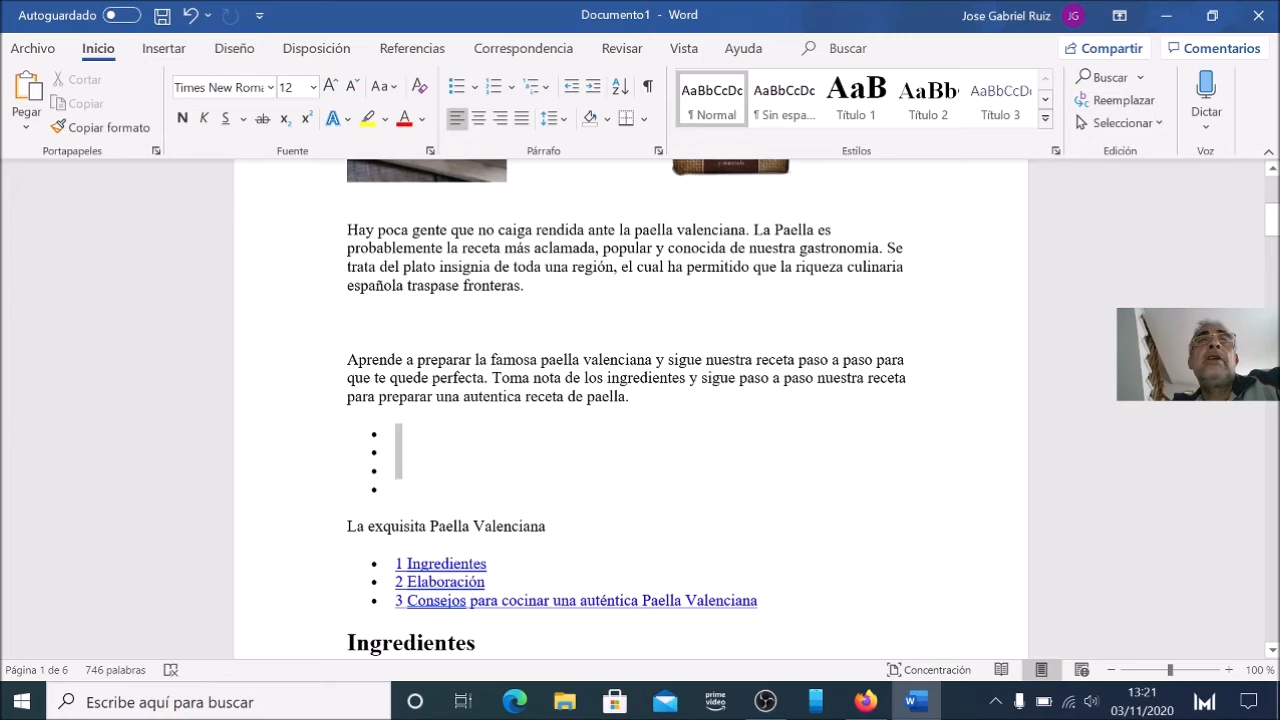 Autoguardado
Documento1 - Word
Jose Gabriel Ruiz
JG
Archivo Inicio Insertar Diseño Disposición Referencias Correspondencia Revisar Vista Ayuda Buscar
Compartir Comentarios
Pegar
Cortar
Copiar
Copiar formato
Portapapeles
Times New Roma 12
Aa
N K S ab x₂ x² A A
Fuente
Párrafo
AaBbCcDc
¶ Normal
AaBbCcDc
¶ Sin espa...
AaB
Título 1
AaBb
Título 2
AaBbCcDc
Título 3
Estilos
Buscar
Reemplazar
Seleccionar
Edición
Dictar
Voz
Hay poca gente que no caiga rendida ante la paella valenciana. La Paella es
probablemente la receta más aclamada, popular y conocida de nuestra gastronomía. Se
trata del plato insignia de toda una región, el cual ha permitido que la riqueza culinaria
española traspase fronteras.
Aprende a preparar la famosa paella valenciana y sigue nuestra receta paso a paso para
que te quede perfecta. Toma nota de los ingredientes y sigue paso a paso nuestra receta
para preparar una autentica receta de paella.
La exquisita Paella Valenciana
1 Ingredientes
2 Elaboración
3 Consejos para cocinar una auténtica Paella Valenciana
Ingredientes
Página 1 de 6 746 palabras
Concentración
100 %
Escribe aquí para buscar
prime video
13:21
03/11/2020